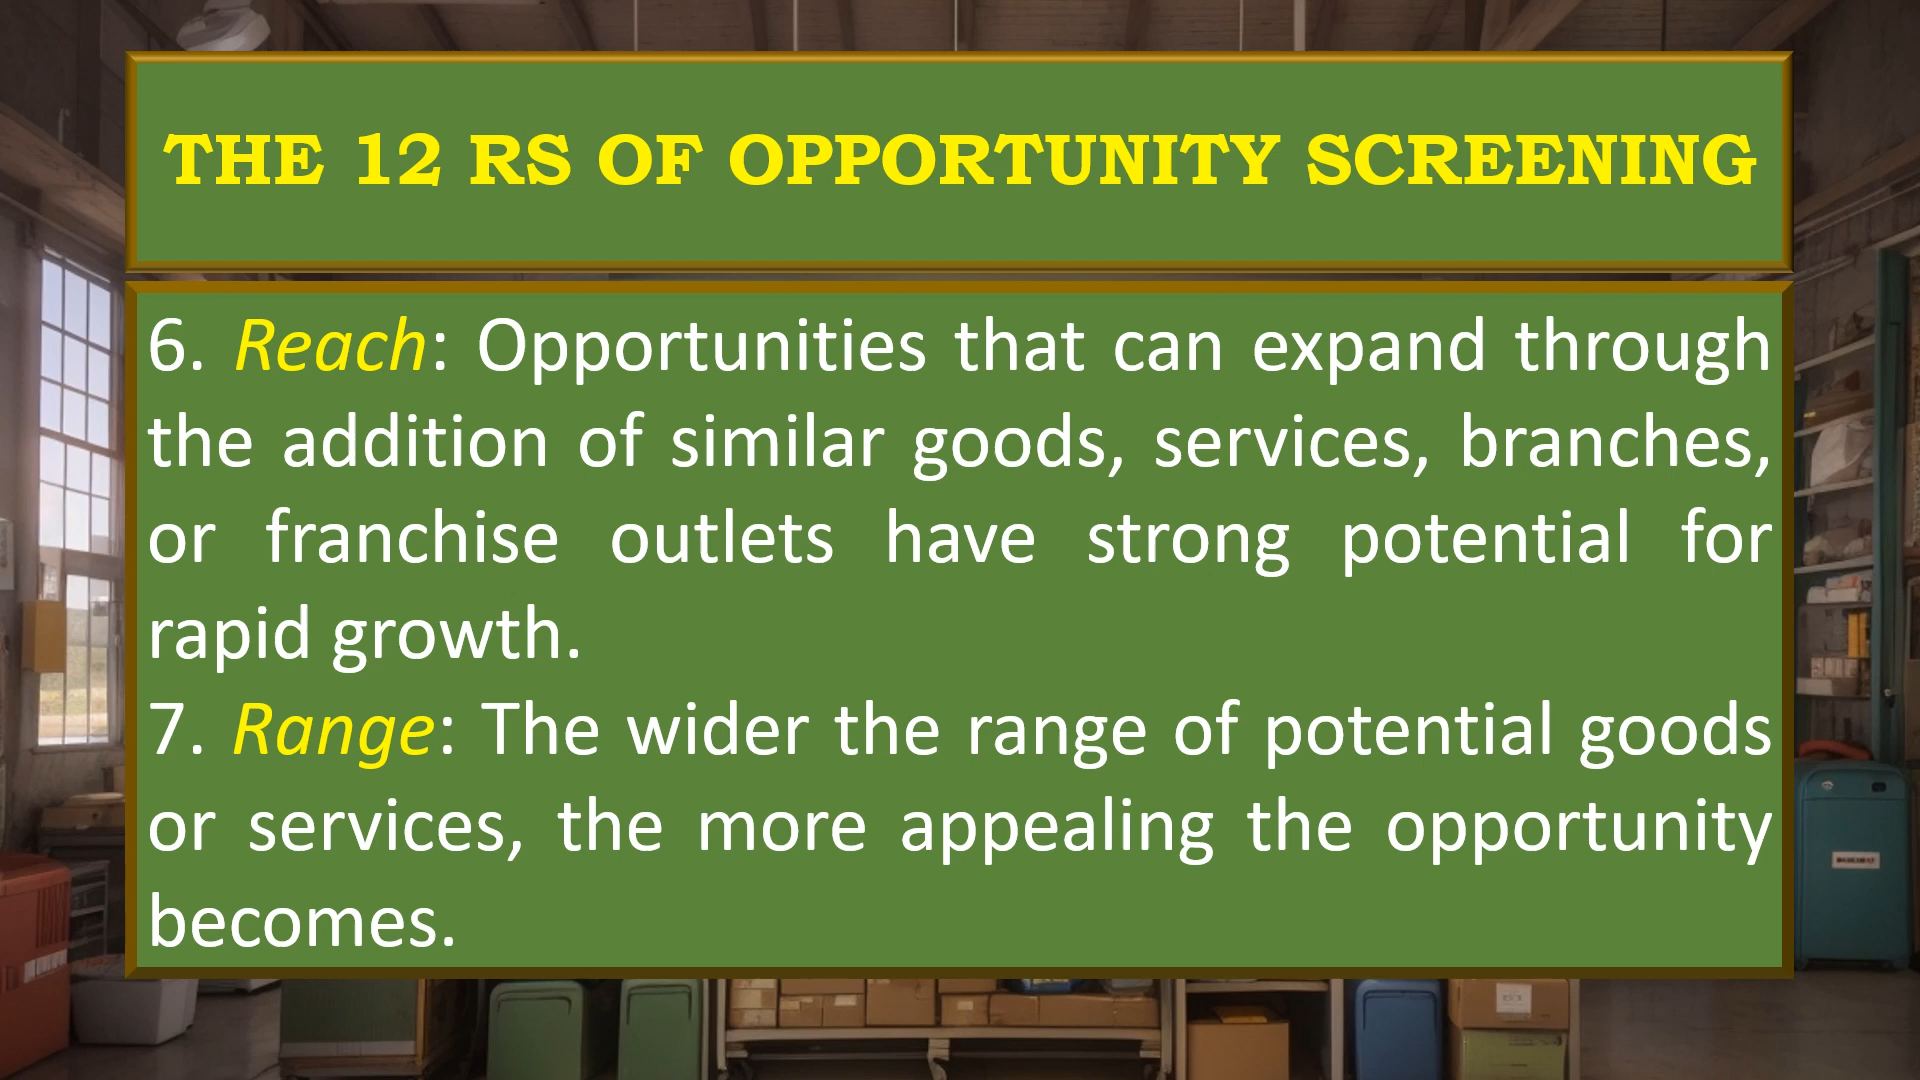 THE 12 RS OF OPPORTUNITY SCREENING
6. Reach: Opportunities that can expand through
the addition of similar goods, services, branches,
or franchise outlets have strong potential for
rapid growth.
7. Range: The wider the range of potential goods
or services, the more appealing the opportunity
becomes.